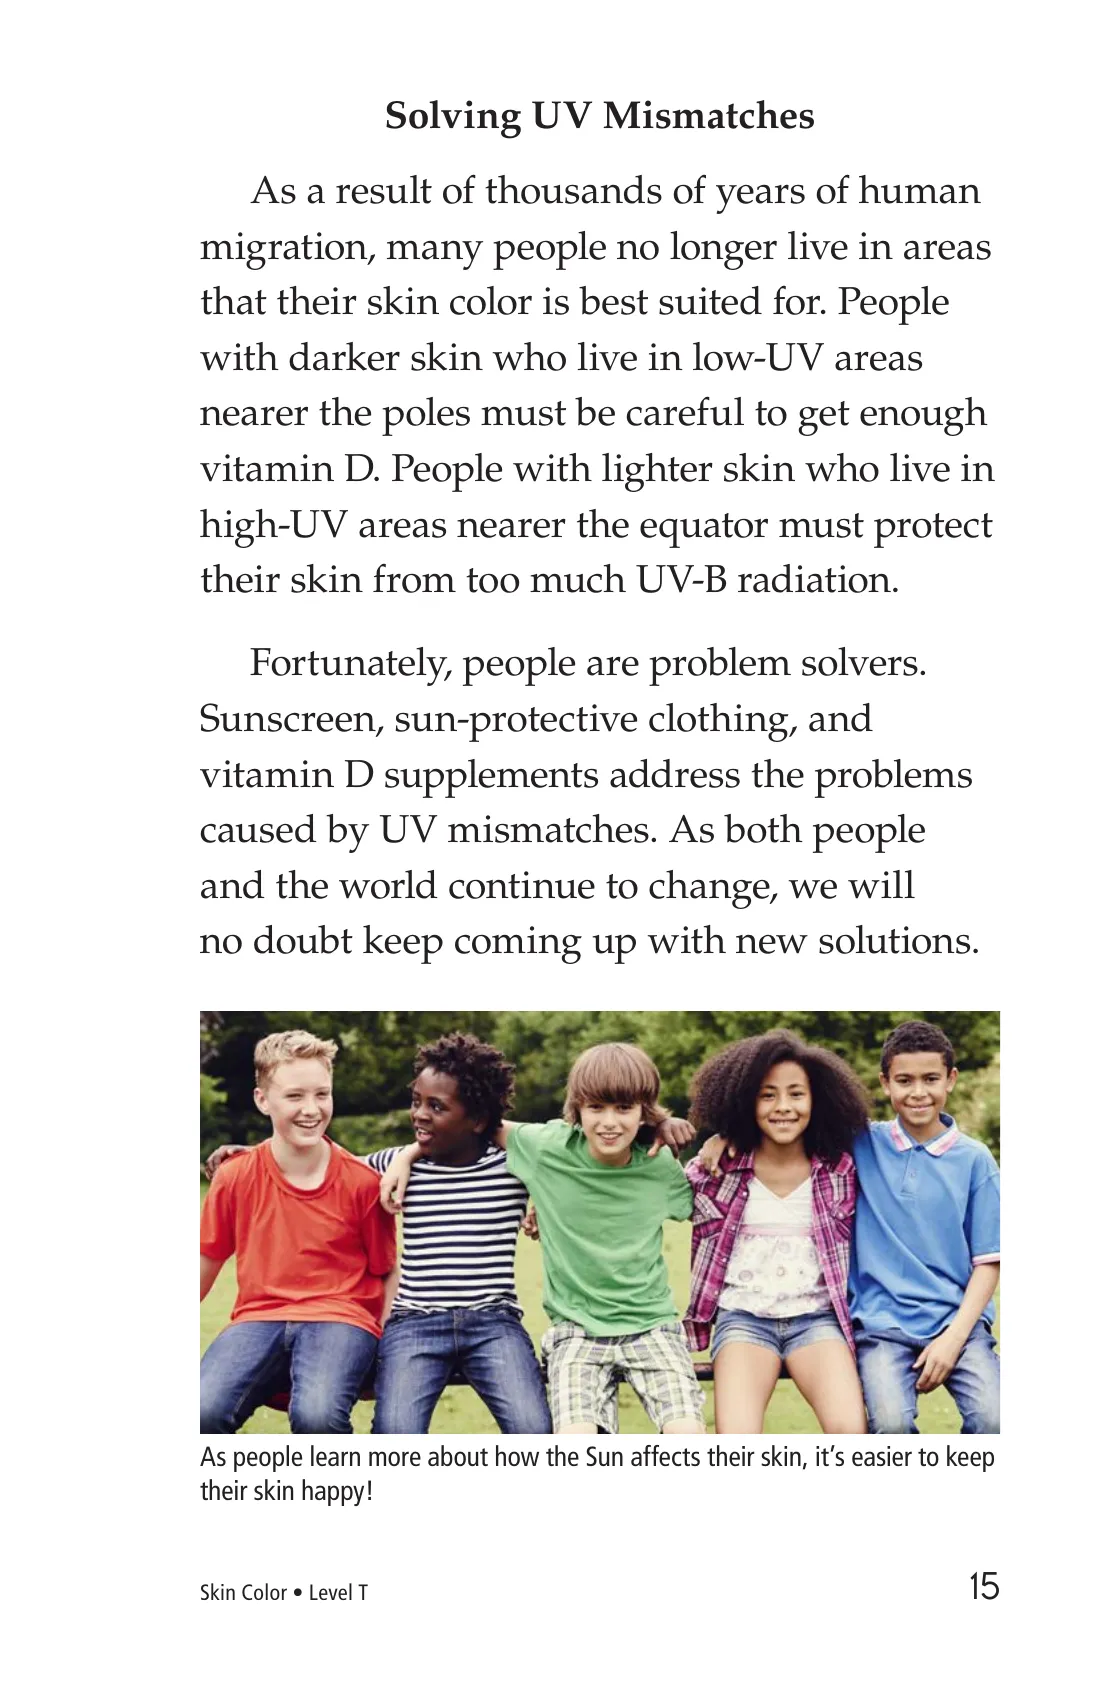 Solving UV Mismatches
As a result of thousands of years of human
migration, many people no longer live in areas
that their skin color is best suited for. People
with darker skin who live in low-UV areas
nearer the poles must be careful to get enough
vitamin D. People with lighter skin who live in
high-UV areas nearer the equator must protect
their skin from too much UV-B radiation.
Fortunately, people are problem solvers.
Sunscreen, sun-protective clothing, and
vitamin D supplements address the problems
caused by UV mismatches. As both people
and the world continue to change, we will
no doubt keep coming up with new solutions.
As people learn more about how the Sun affects their skin, it’s easier to keep
their skin happy!
Skin Color • Level T 15